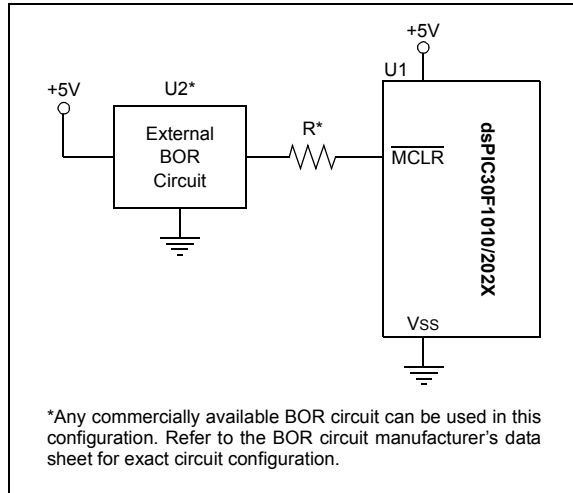 +5V
U1
+5V
U2*
External
BOR
Circuit
R*
MCLR
dsPIC30F1010/202X
VSS
*Any commercially available BOR circuit can be used in this
configuration. Refer to the BOR circuit manufacturer's data
sheet for exact circuit configuration.